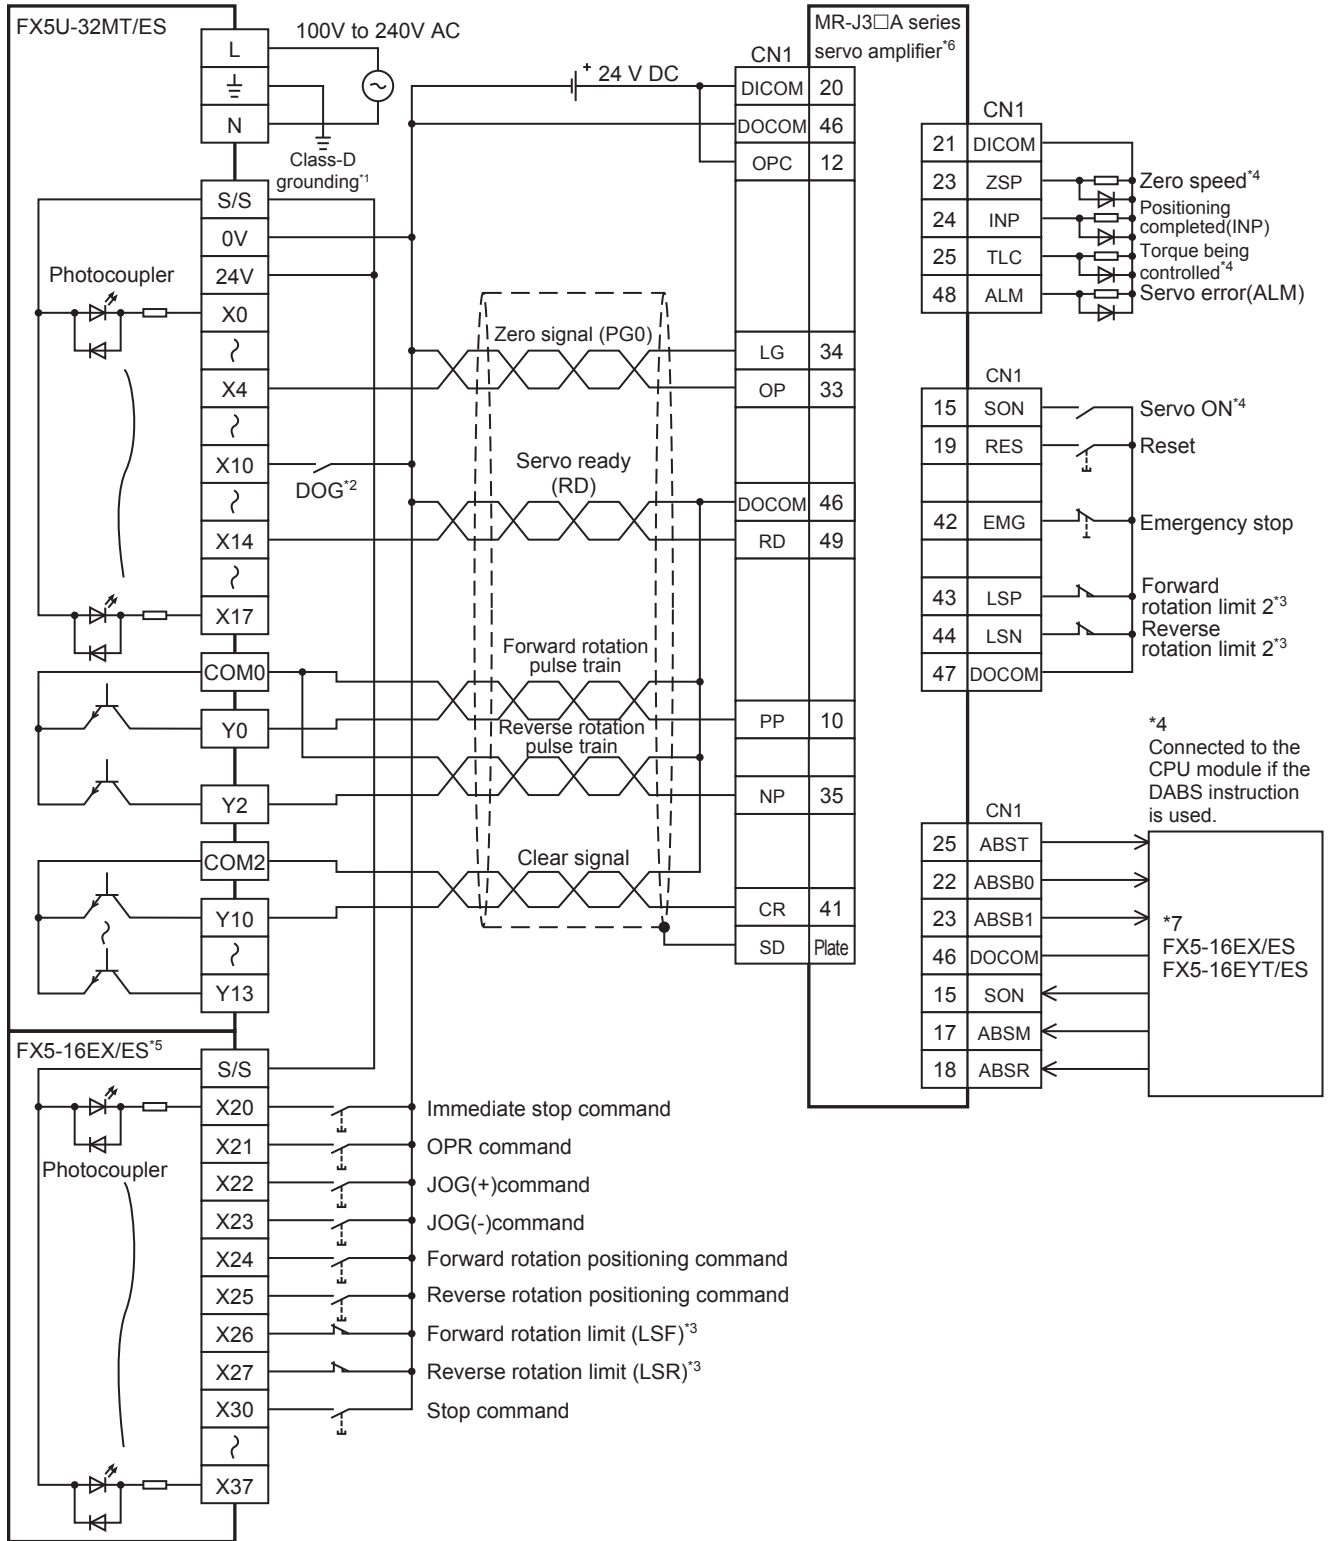 FX5U-32MT/ES
L
N
100V to 240V AC
Class-D
grounding*1
S/S
0V
24V
X0
X4
X10
X14
X17
COM0
Y0
Y2
COM2
Y10
Y13
Photocoupler
DOG*2
+ 24 V DC
Zero signal (PG0)
Servo ready
(RD)
Forward rotation
pulse train
Reverse rotation
pulse train
Clear signal
FX5-16EX/ES*5
S/S
X20
X21
X22
X23
X24
X25
X26
X27
X30
X37
Photocoupler
Immediate stop command
OPR command
JOG(+)command
JOG(-)command
Forward rotation positioning command
Reverse rotation positioning command
Forward rotation limit (LSF)*3
Reverse rotation limit (LSR)*3
Stop command
MR-J3□A series
servo amplifier*6
CN1
DICOM 20
DOCOM 46
OPC 12
LG 34
OP 33
DOCOM 46
RD 49
PP 10
NP 35
CR 41
SD Plate
CN1
21 DICOM
23 ZSP Zero speed*4
24 INP Positioning
completed(INP)
25 TLC Torque being
controlled*4
48 ALM Servo error(ALM)
CN1
15 SON Servo ON*4
19 RES Reset
42 EMG Emergency stop
43 LSP Forward
rotation limit 2*3
44 LSN Reverse
rotation limit 2*3
47 DOCOM
*4
Connected to the
CPU module if the
DABS instruction
is used.
CN1
25 ABST
22 ABSB0
23 ABSB1
46 DOCOM
15 SON
17 ABSM
18 ABSR
*7
FX5-16EX/ES
FX5-16EYT/ES